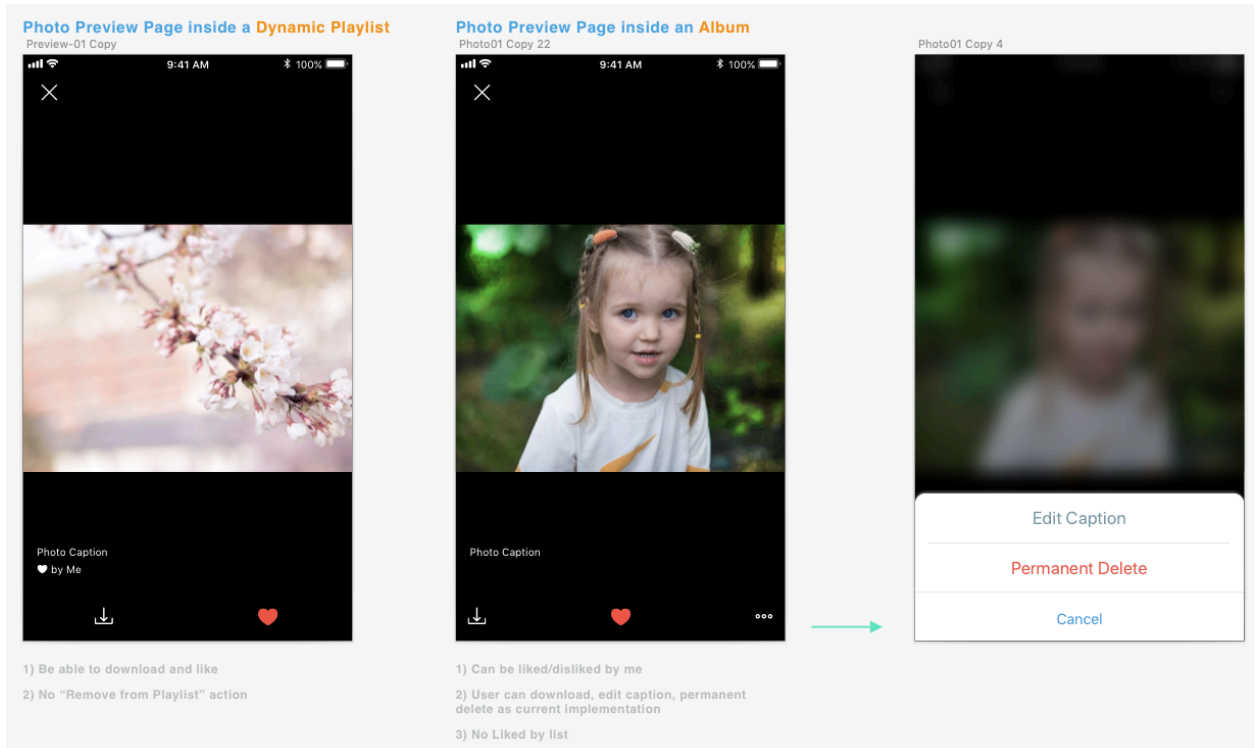 Photo Preview Page inside a Dynamic Playlist
Preview-01 Copy
9:41 AM
100%
Photo Caption
by Me
1) Be able to download and like
2) No “Remove from Playlist” action
Photo Preview Page inside an Album
Photo01 Copy 22
9:41 AM
100%
Photo Caption
1) Can be liked/disliked by me
2) User can download, edit caption, permanent
delete as current implementation
3) No Liked by list
Photo01 Copy 4
Edit Caption
Permanent Delete
Cancel